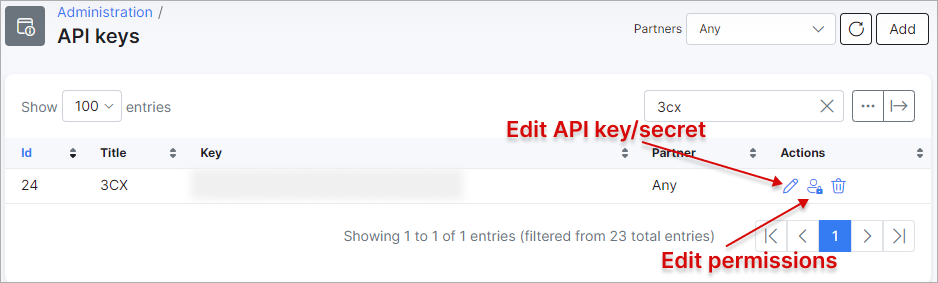 Administration /
API keys
Partners Any Add
Show 100 entries 3cx
Edit API key/secret
Id Title Key Partner Actions
24 3CX Any
Showing 1 to 1 of 1 entries (filtered from 23 total entries) 1
Edit permissions